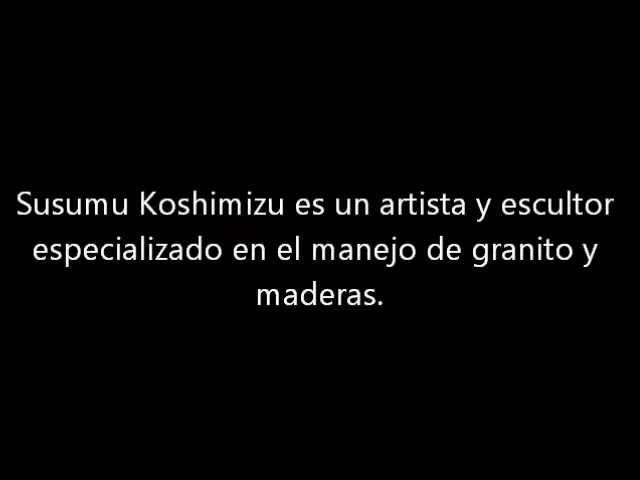 Susumu Koshimizu es un artista y escultor
especializado en el manejo de granito y
maderas.